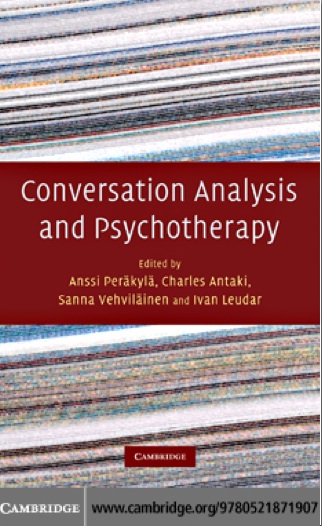 Conversation Analysis
and Psychotherapy
Edited by
Anssi Peräkylä, Charles Antaki,
Sanna Vehviläinen and Ivan Leudar
CAMBRIDGE
CAMBRIDGE
www.cambridge.org/9780521871907